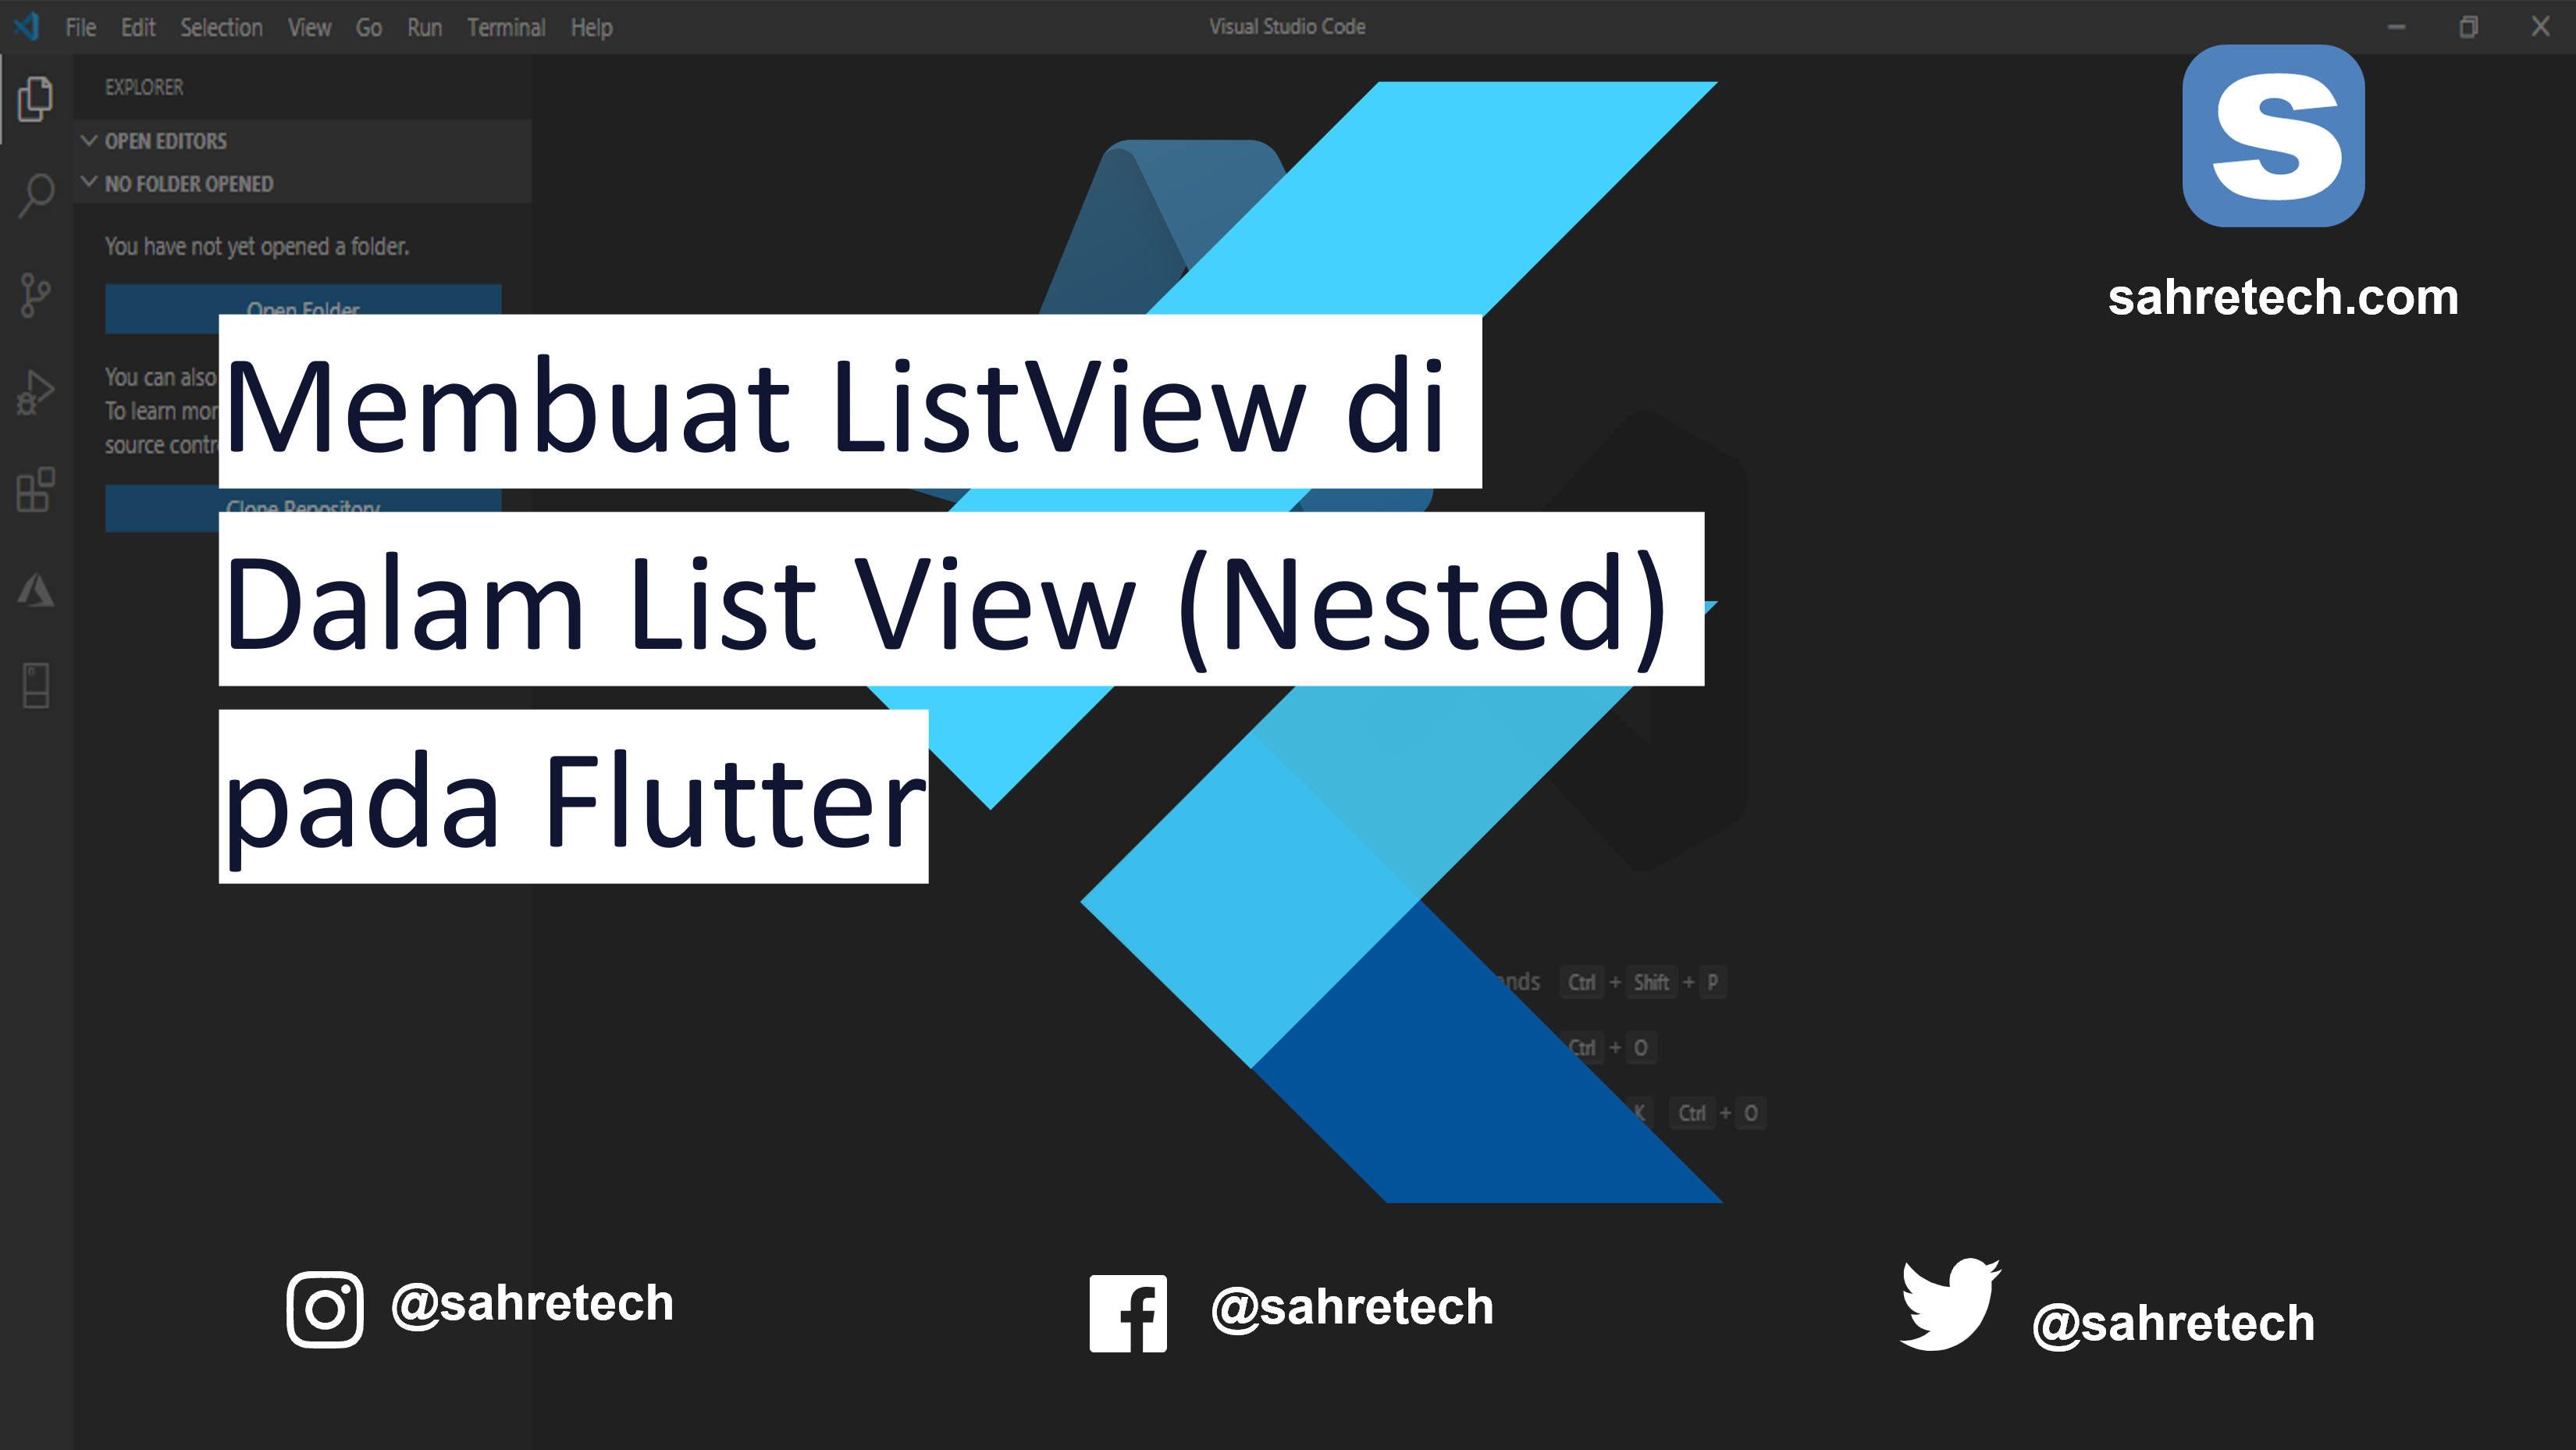 File Edit Selection View Go Run Terminal Help
Visual Studio Code
EXPLORER
OPEN EDITORS
NO FOLDER OPENED
You have not yet opened a folder.
Open Folder
You can also
To learn
source
Clone Repository
S
sahretech.com
Membuat ListView di
Dalam List View (Nested)
pada Flutter
Ctrl + Shift + P
Ctrl + O
K Ctrl + O
@sahretech
@sahretech
@sahretech